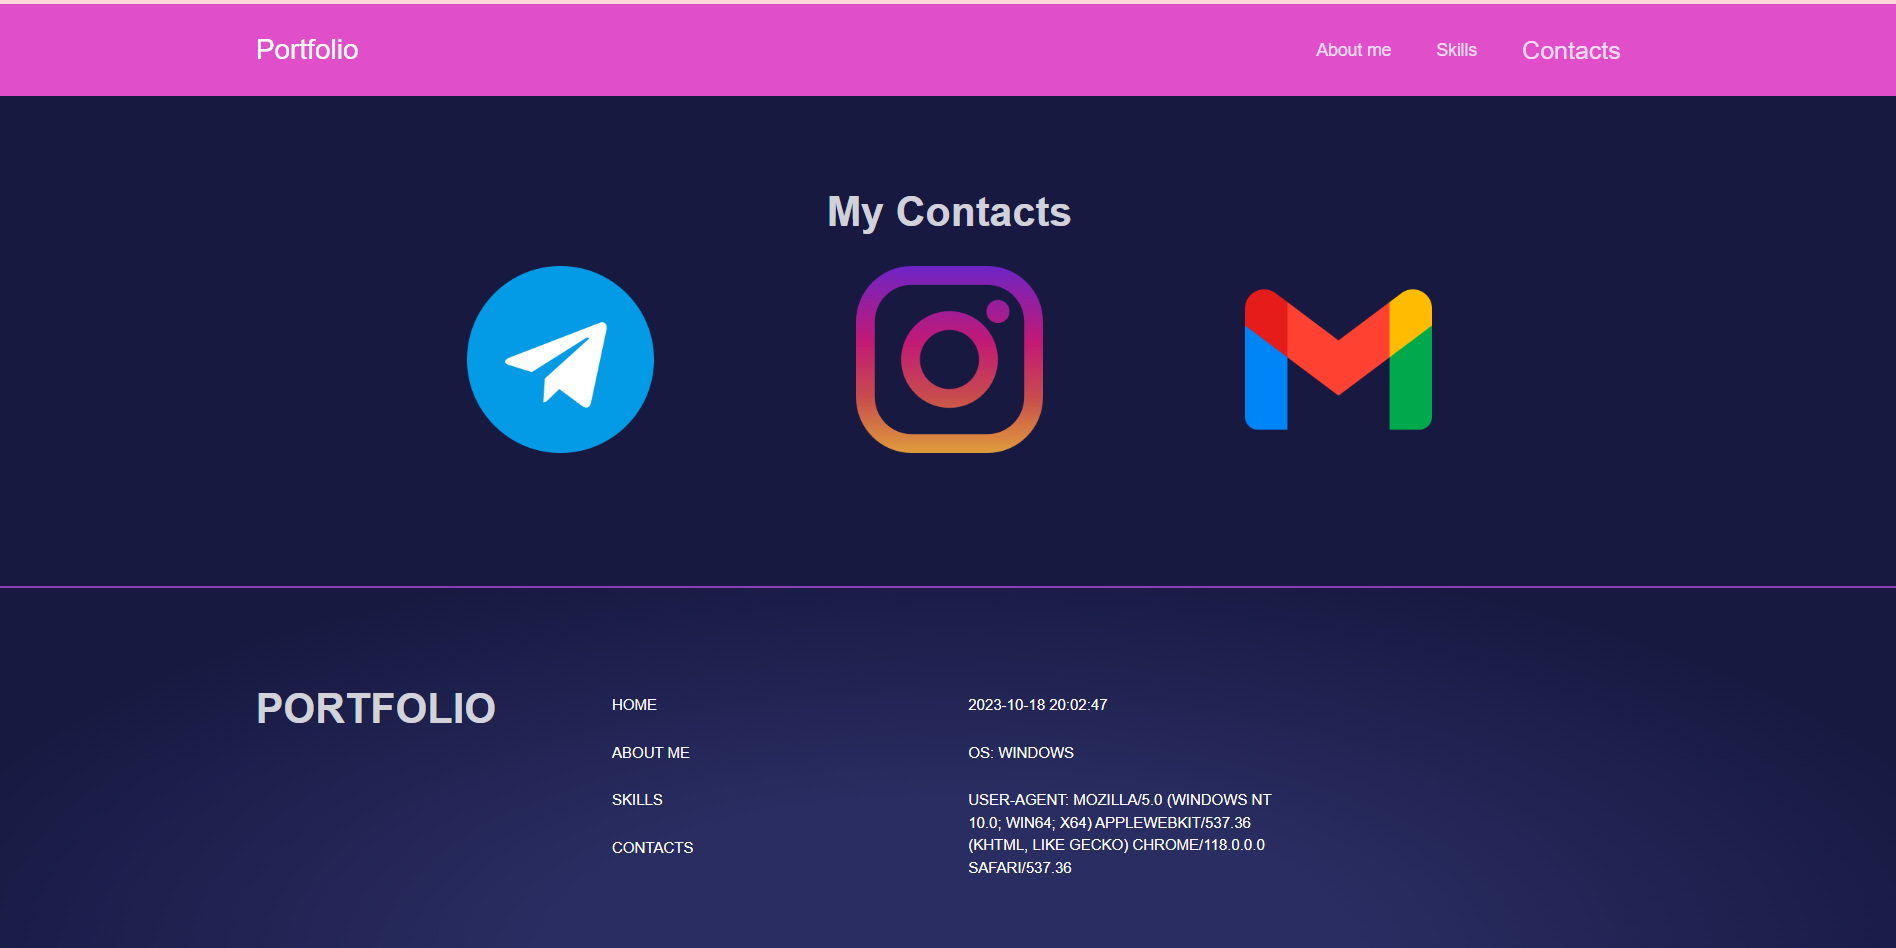 Portfolio
About me
Skills
Contacts
My Contacts
PORTFOLIO
HOME
ABOUT ME
SKILLS
CONTACTS
2023-10-18 20:02:47
OS: WINDOWS
USER-AGENT: MOZILLA/5.0 (WINDOWS NT
10.0; WIN64; X64) APPLEWEBKIT/537.36
(KHTML, LIKE GECKO) CHROME/118.0.0.0
SAFARI/537.36